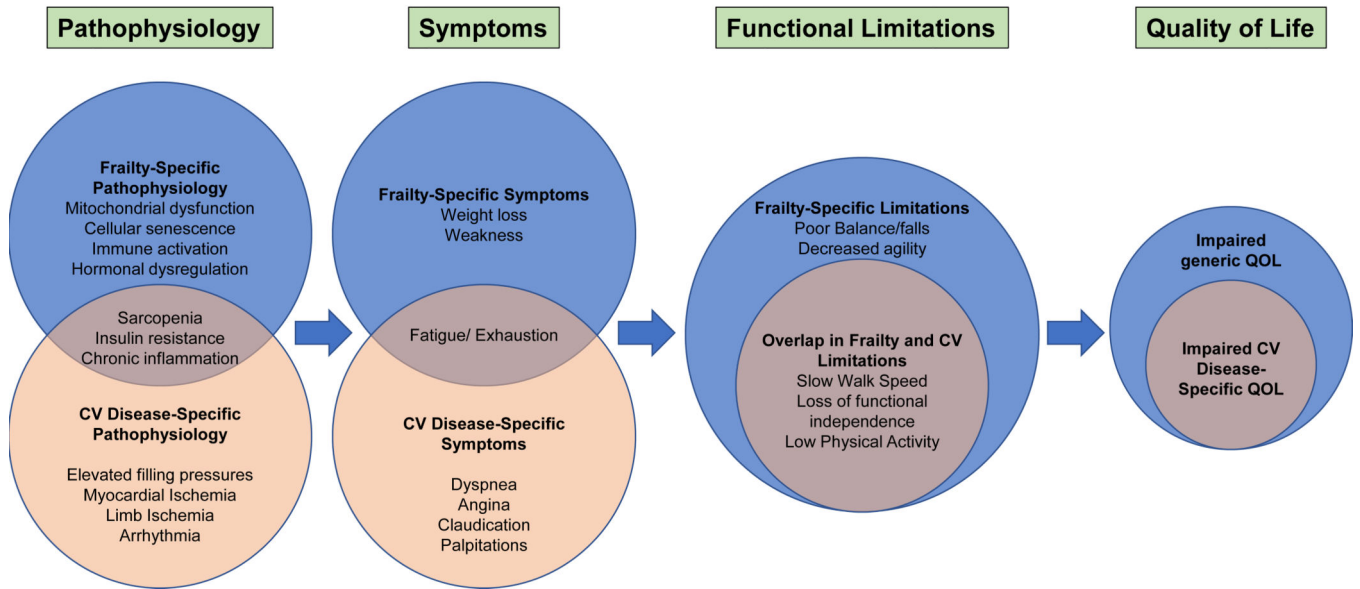 Pathophysiology
Symptoms
Functional Limitations
Quality of Life
Frailty-Specific
Pathophysiology
Mitochondrial dysfunction
Cellular senescence
Immune activation
Hormonal dysregulation
Sarcopenia
Insulin resistance
Chronic inflammation
CV Disease-Specific
Pathophysiology
Elevated filling pressures
Myocardial Ischemia
Limb Ischemia
Arrhythmia
Frailty-Specific Symptoms
Weight loss
Weakness
Fatigue/ Exhaustion
CV Disease-Specific
Symptoms
Dyspnea
Angina
Claudication
Palpitations
Frailty-Specific Limitations
Poor Balance/falls
Decreased agility
Overlap in Frailty and CV
Limitations
Slow Walk Speed
Loss of functional
independence
Low Physical Activity
Impaired
generic QOL
Impaired CV
Disease-
Specific QOL